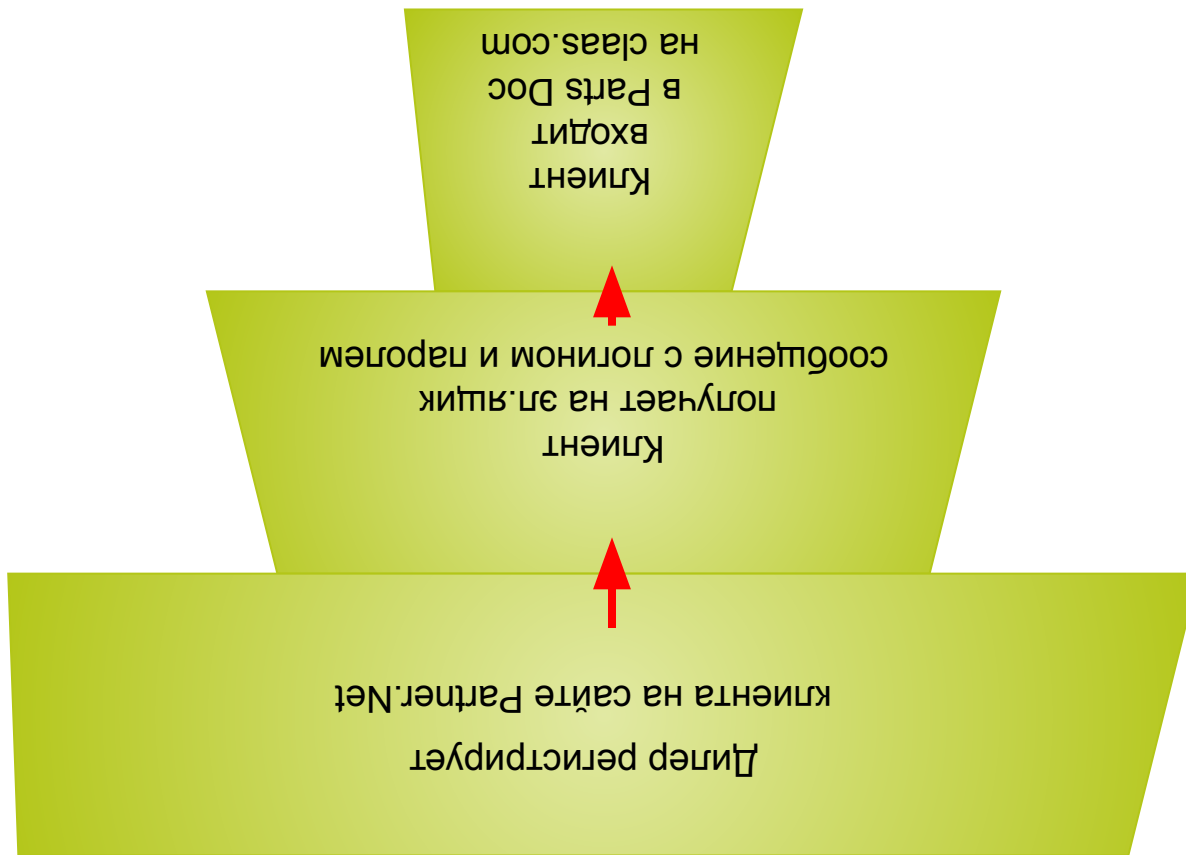 Дилер регистрирует
клиента на сайте Partner.Net
Клиент
получает на эл.ящик
сообщение с логином и паролем
Клиент
входит
в Parts Doc
на claas.com